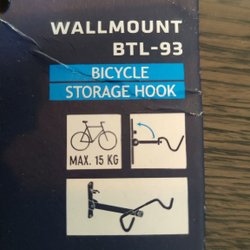 WALLMOUNT
BTL-93
BICYCLE
STORAGE HOOK
MAX. 15 KG